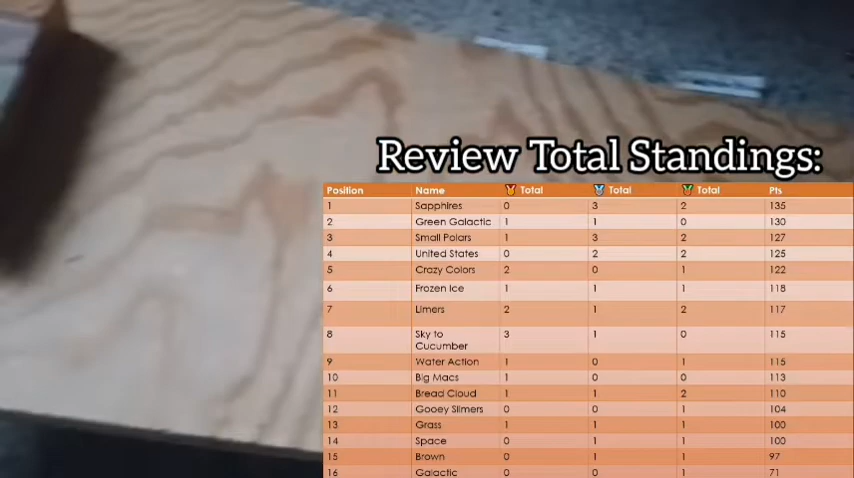 Review Total Standings:
Position Name Total Total Total Pts
1 Sapphires 0 3 2 135
2 Green Galactic 1 1 0 130
3 Small Polars 1 3 2 127
4 United States 0 2 2 125
5 Crazy Colors 2 0 1 122
6 Frozen Ice 1 1 1 118
7 Limers 2 1 2 117
8 Sky to Cucumber 3 1 0 115
9 Water Action 1 0 1 115
10 Big Macs 1 0 0 113
11 Bread Cloud 1 1 2 110
12 Gooey Slimers 0 0 1 104
13 Grass 1 1 1 100
14 Space 0 1 1 100
15 Brown 0 1 1 97
16 Galactic 0 0 1 71